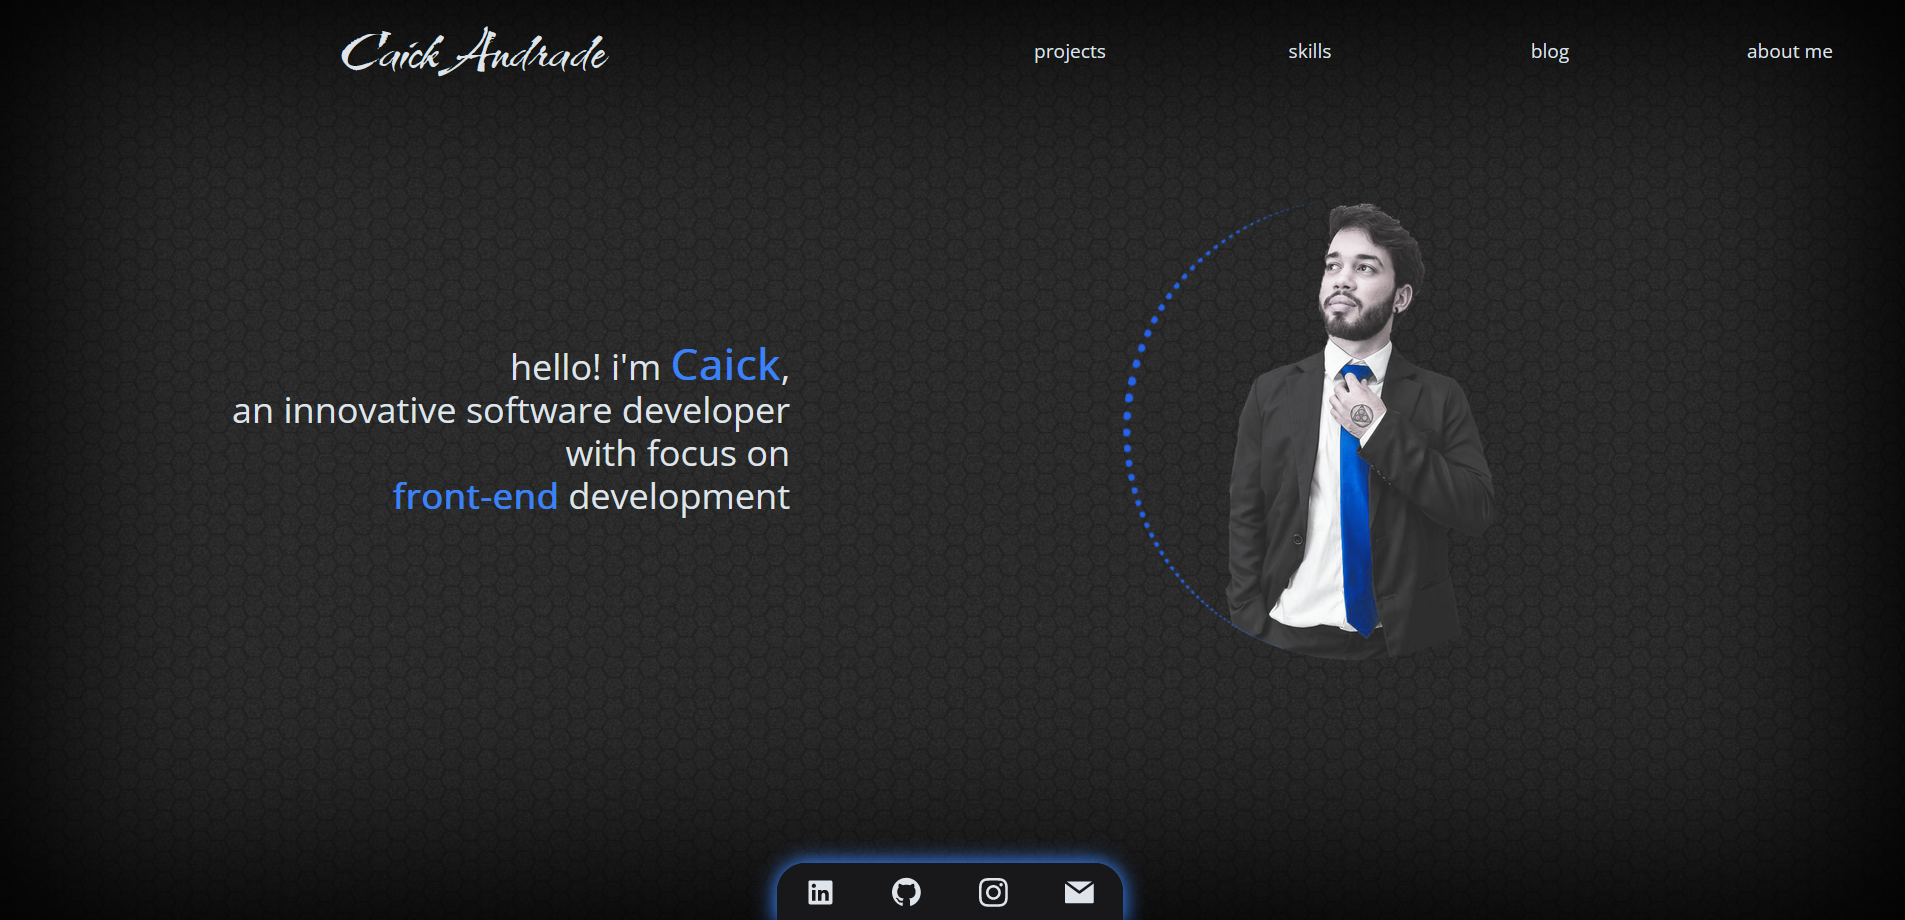 Caick Andrade
projects
skills
blog
about me
hello! i'm Caick,
an innovative software developer
with focus on
front-end development
in